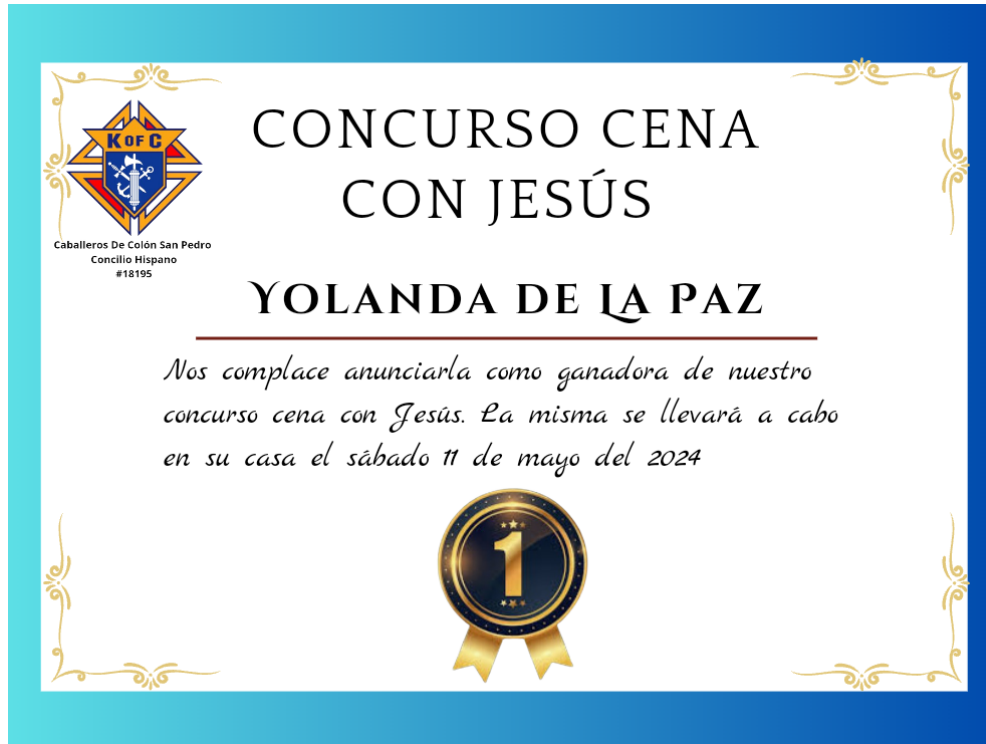 K OF C
Caballeros De Colón San Pedro
Concilio Hispano
#18195
CONCURSO CENA
CON JESÚS
YOLANDA DE LA PAZ
Nos complace anunciarla como ganadora de nuestro
concurso cena con Jesús. La misma se llevará a cabo
en su casa el sábado 11 de mayo del 2024
1